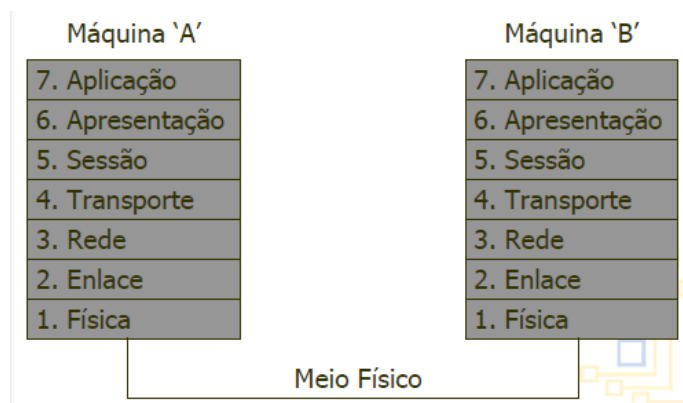 Máquina ‘A’
7. Aplicação
6. Apresentação
5. Sessão
4. Transporte
3. Rede
2. Enlace
1. Física
Máquina ‘B’
7. Aplicação
6. Apresentação
5. Sessão
4. Transporte
3. Rede
2. Enlace
1. Física
Meio Físico